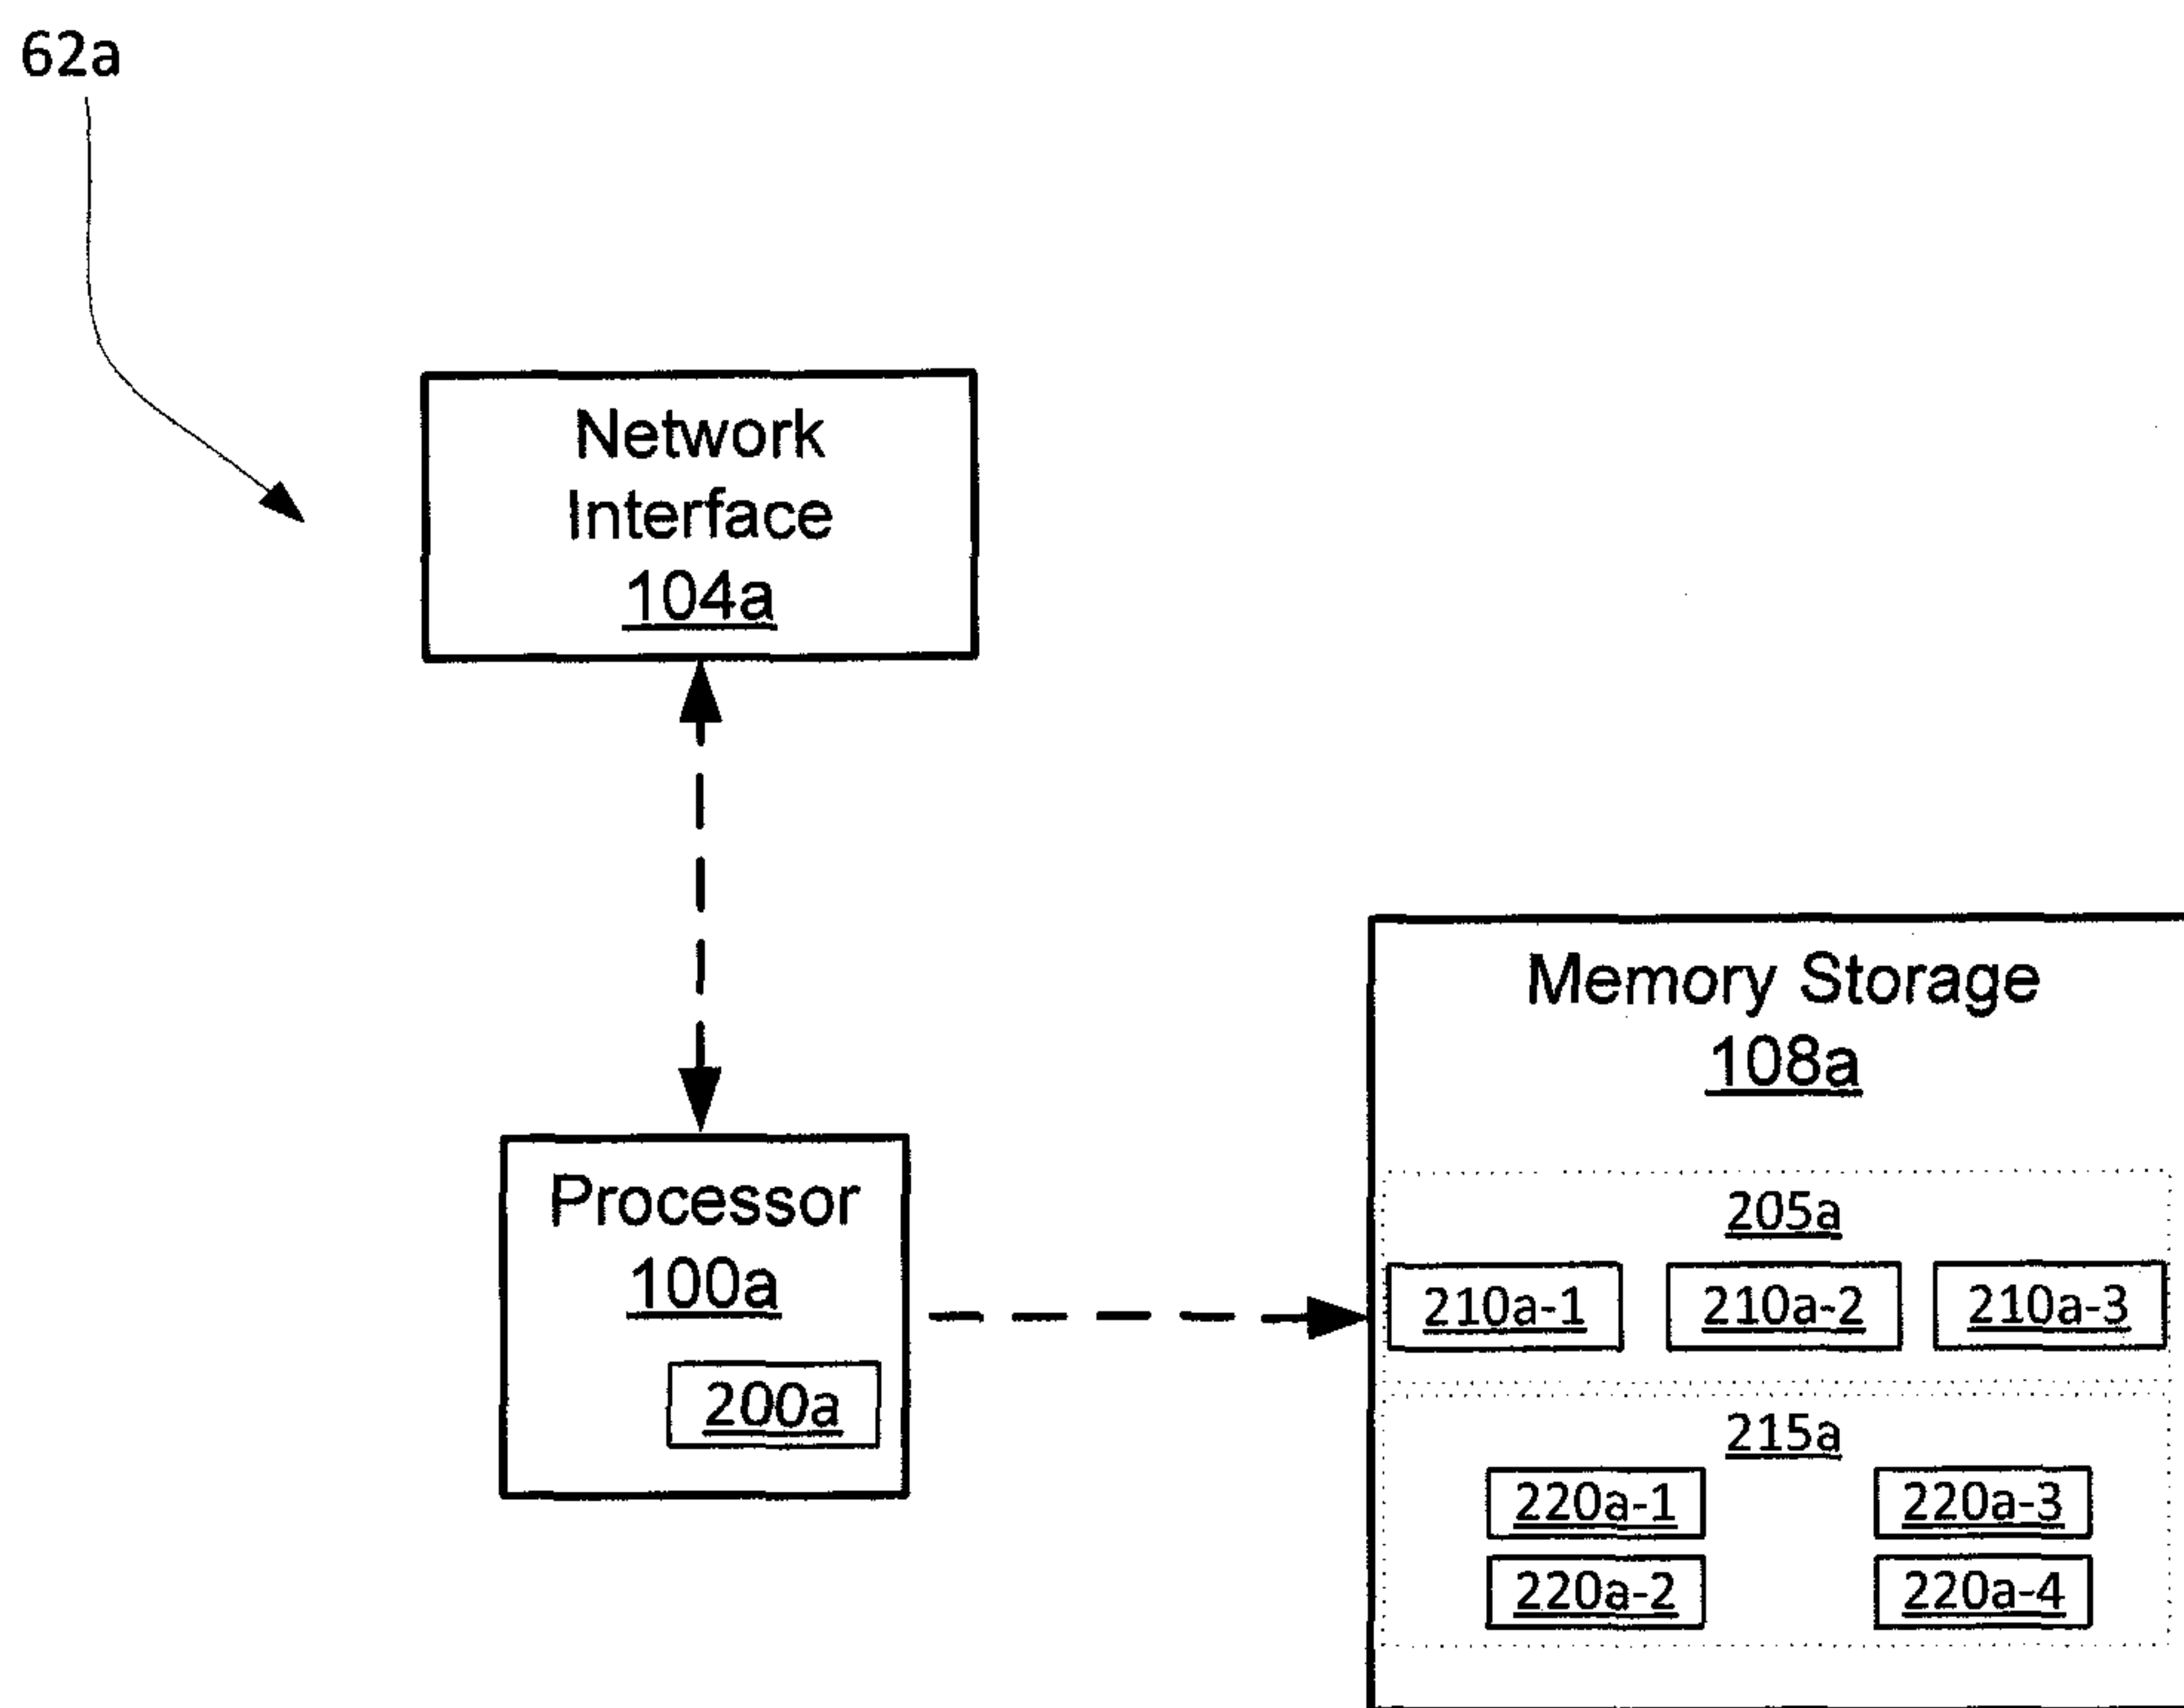 62a
Network
Interface
104a
Processor
100a
200a
Memory Storage
108a
205a
210a-1 210a-2 210a-3
215a
220a-1 220a-3
220a-2 220a-4